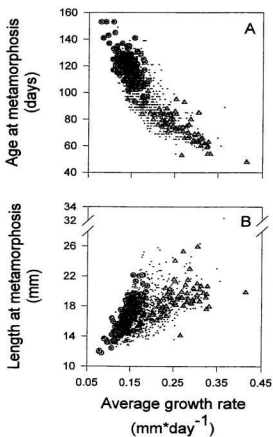 160
140
120
100
80
60
40
Age at metamorphosis
(days)
A
34
32
26
22
18
14
10
Length at metamorphosis
(mm)
B
0.05 0.15 0.25 0.35 0.45
Average growth rate
(mm*day⁻¹)